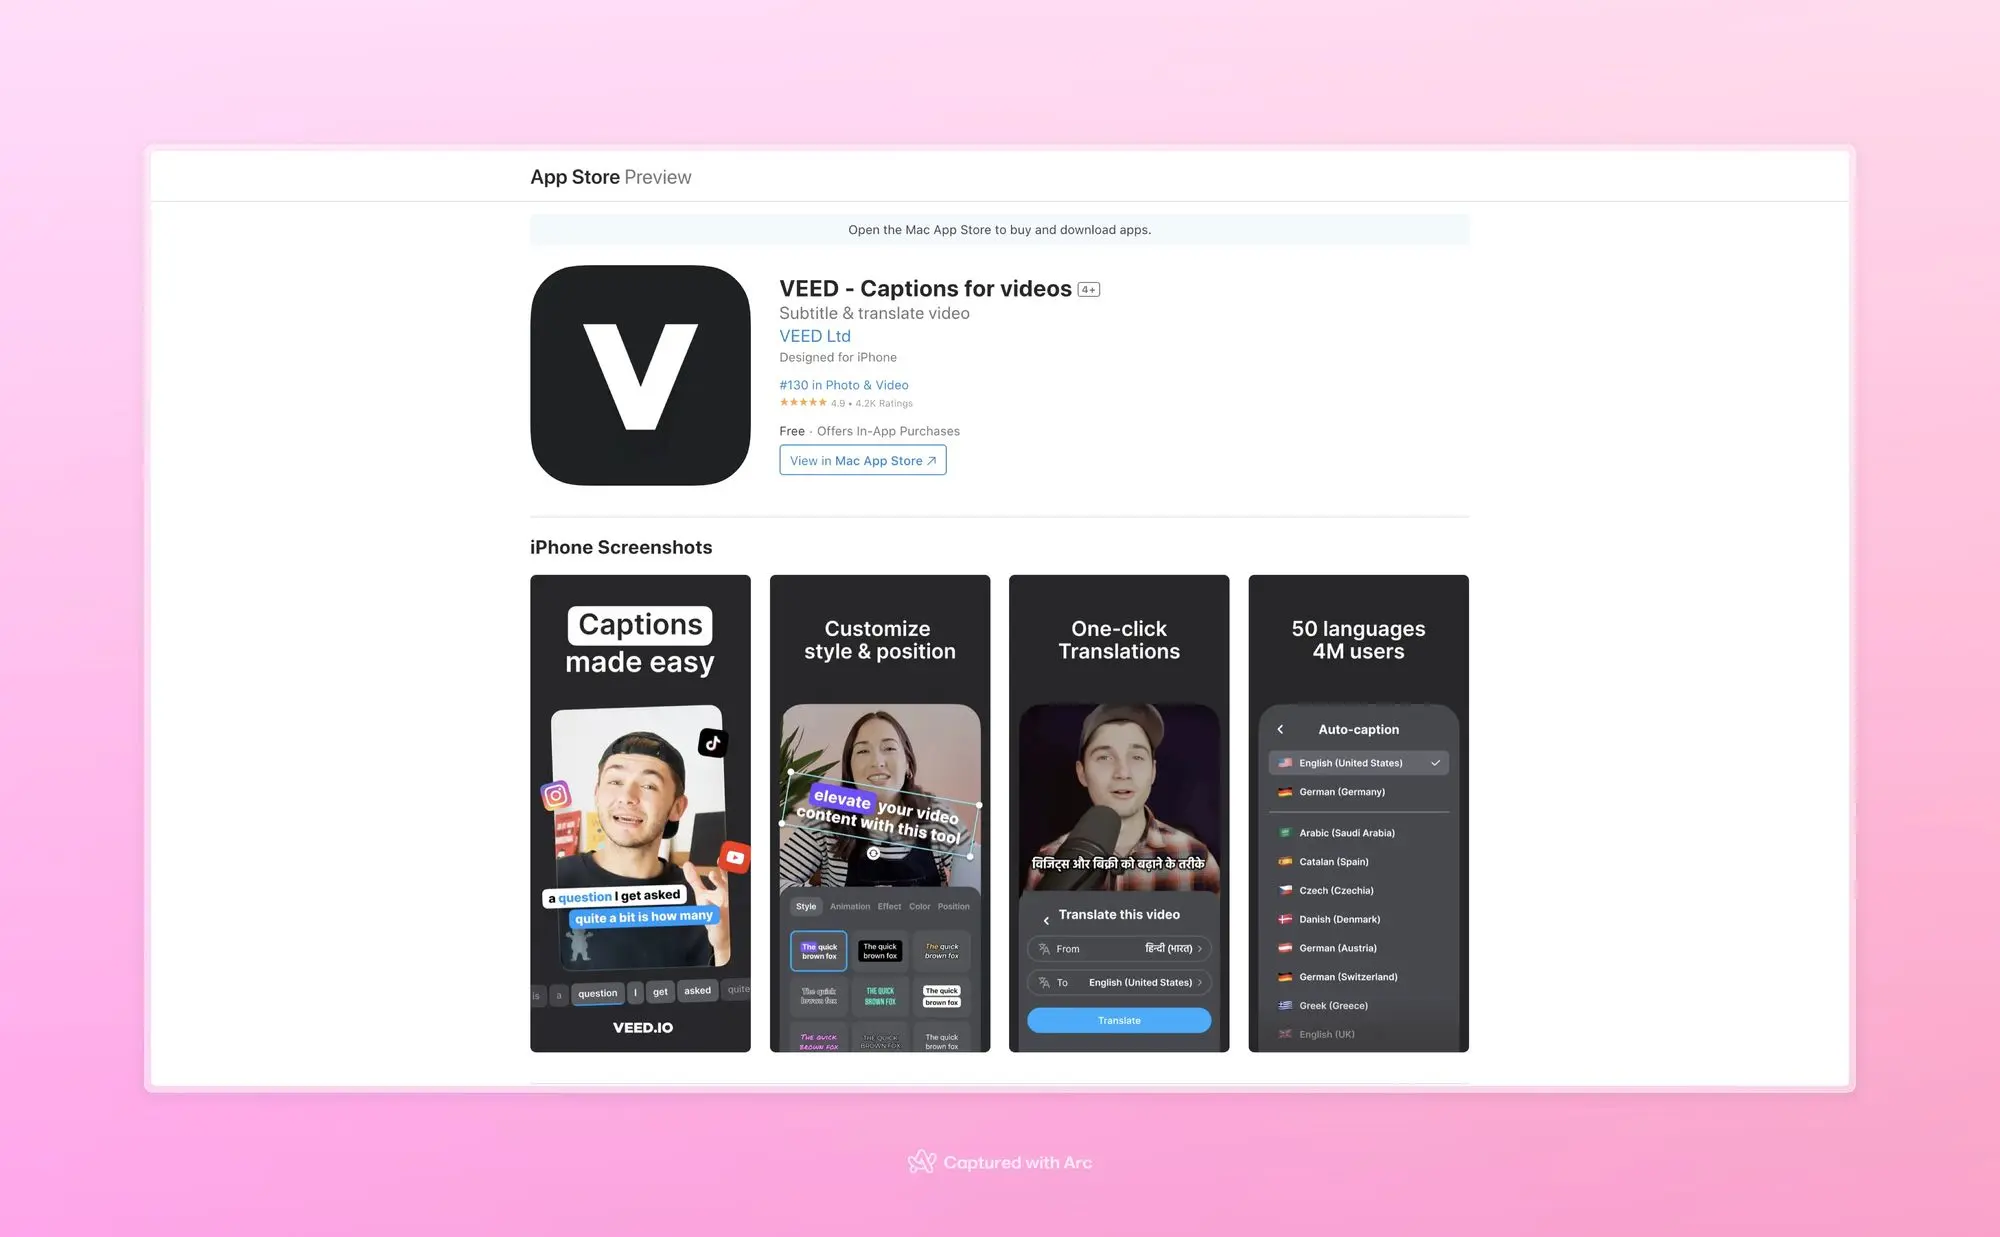 App Store Preview
Open the Mac App Store to buy and download apps.
V
VEED - Captions for videos 4+
Subtitle & translate video
VEED Ltd
Designed for iPhone
#130 in Photo & Video
★★★★★ 4.9 • 4.2K Ratings
Free · Offers In-App Purchases
View in Mac App Store ↗
iPhone Screenshots
Captions
made easy
a question I get asked
quite a bit is how many
is a question I get asked quite
VEED.IO
Customize
style & position
elevate your video
content with this tool
Style Animation Effect Color Position
The quick
brown fox
The quick
brown fox
The quick
brown fox
The quick
brown fox
THE QUICK
BROWN FOX
The quick
brown fox
THE QUICK
BROWN FOX
THE QUICK
BROWN FOX
The quick
brown fox
One-click
Translations
विजिट्स और बिक्री को बढ़ाने के तरीके
Translate this video
From हिन्दी (भारत)
To English (United States)
Translate
50 languages
4M users
Auto-caption
English (United States)
German (Germany)
Arabic (Saudi Arabia)
Catalan (Spain)
Czech (Czechia)
Danish (Denmark)
German (Austria)
German (Switzerland)
Greek (Greece)
English (UK)
Captured with Arc